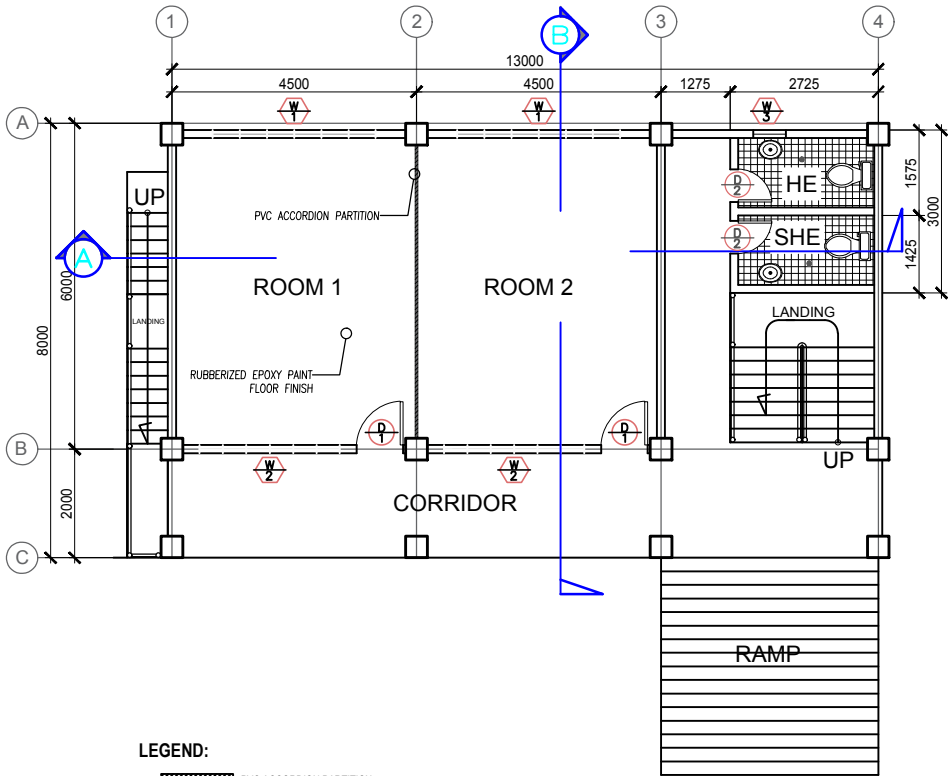 1
2
3
4
B
13000
4500
4500
1275
2725
W
1
W
1
W
3
A
UP
PVC ACCORDION PARTITION
D
2
HE
1575
3000
D
2
SHE
1425
A
6000
8000
ROOM 1
ROOM 2
LANDING
LANDING
RUBBERIZED EPOXY PAINT
FLOOR FINISH
D
1
D
1
B
W
2
W
2
UP
2000
CORRIDOR
C
RAMP
LEGEND: